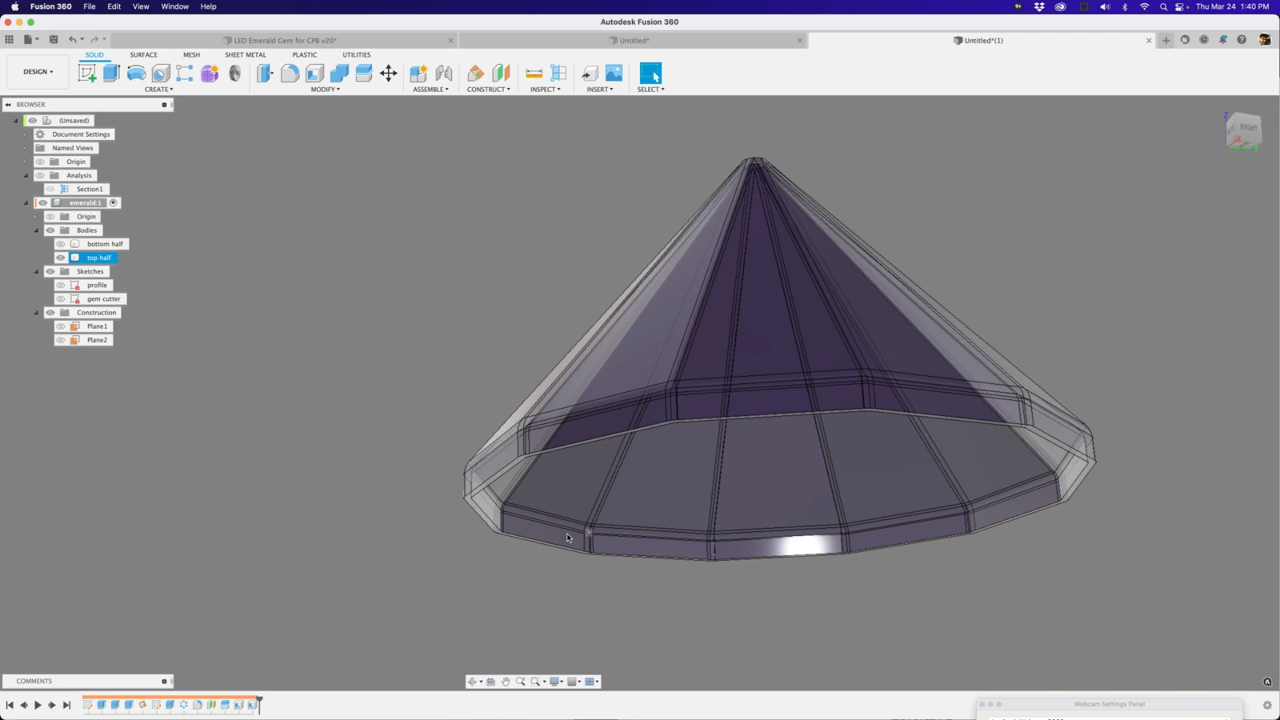 Fusion 360 File Edit View Window Help
Thu Mar 24 1:40 PM
Autodesk Fusion 360
LED Emerald Gem for CPB v20*
Untitled*
Untitled*(1)
SOLID SURFACE MESH SHEET METAL PLASTIC UTILITIES
DESIGN
CREATE MODIFY ASSEMBLE CONSTRUCT INSPECT INSERT SELECT
BROWSER
(Unsaved)
Document Settings
Named Views
Origin
Analysis
Section1
emerald:1
Origin
Bodies
bottom half
top half
Sketches
profile
gem cutter
Construction
Plane1
Plane2
Z
RIGHT
COMMENTS
Webcam Settings Panel